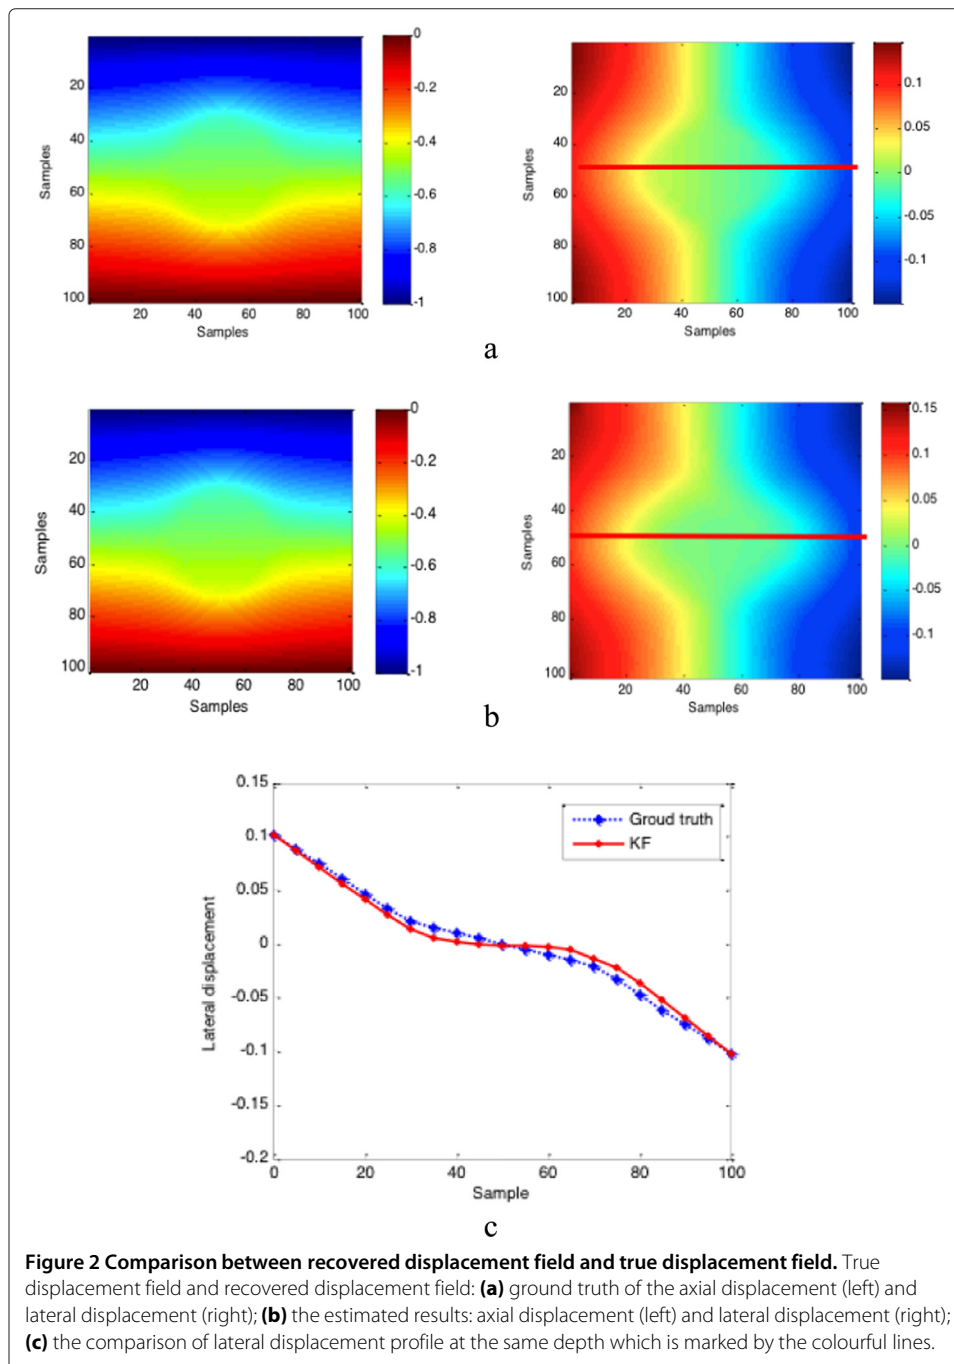 0
-0.2
-0.4
-0.6
-0.8
-1
20
40
60
80
100
Samples
20 40 60 80 100
Samples
0.1
0.05
0
-0.05
-0.1
20
40
60
80
100
Samples
20 40 60 80 100
Samples
a
0
-0.2
-0.4
-0.6
-0.8
-1
20
40
60
80
100
Samples
20 40 60 80 100
Samples
0.15
0.1
0.05
0
-0.05
-0.1
20
40
60
80
100
Samples
20 40 60 80 100
Samples
b
0.15
0.1
0.05
0
-0.05
-0.1
-0.15
-0.2
Lateral displacement
Groud truth
KF
0 20 40 60 80 100
Sample
c
Figure 2 Comparison between recovered displacement field and true displacement field. True
displacement field and recovered displacement field: (a) ground truth of the axial displacement (left) and
lateral displacement (right); (b) the estimated results: axial displacement (left) and lateral displacement (right);
(c) the comparison of lateral displacement profile at the same depth which is marked by the colourful lines.